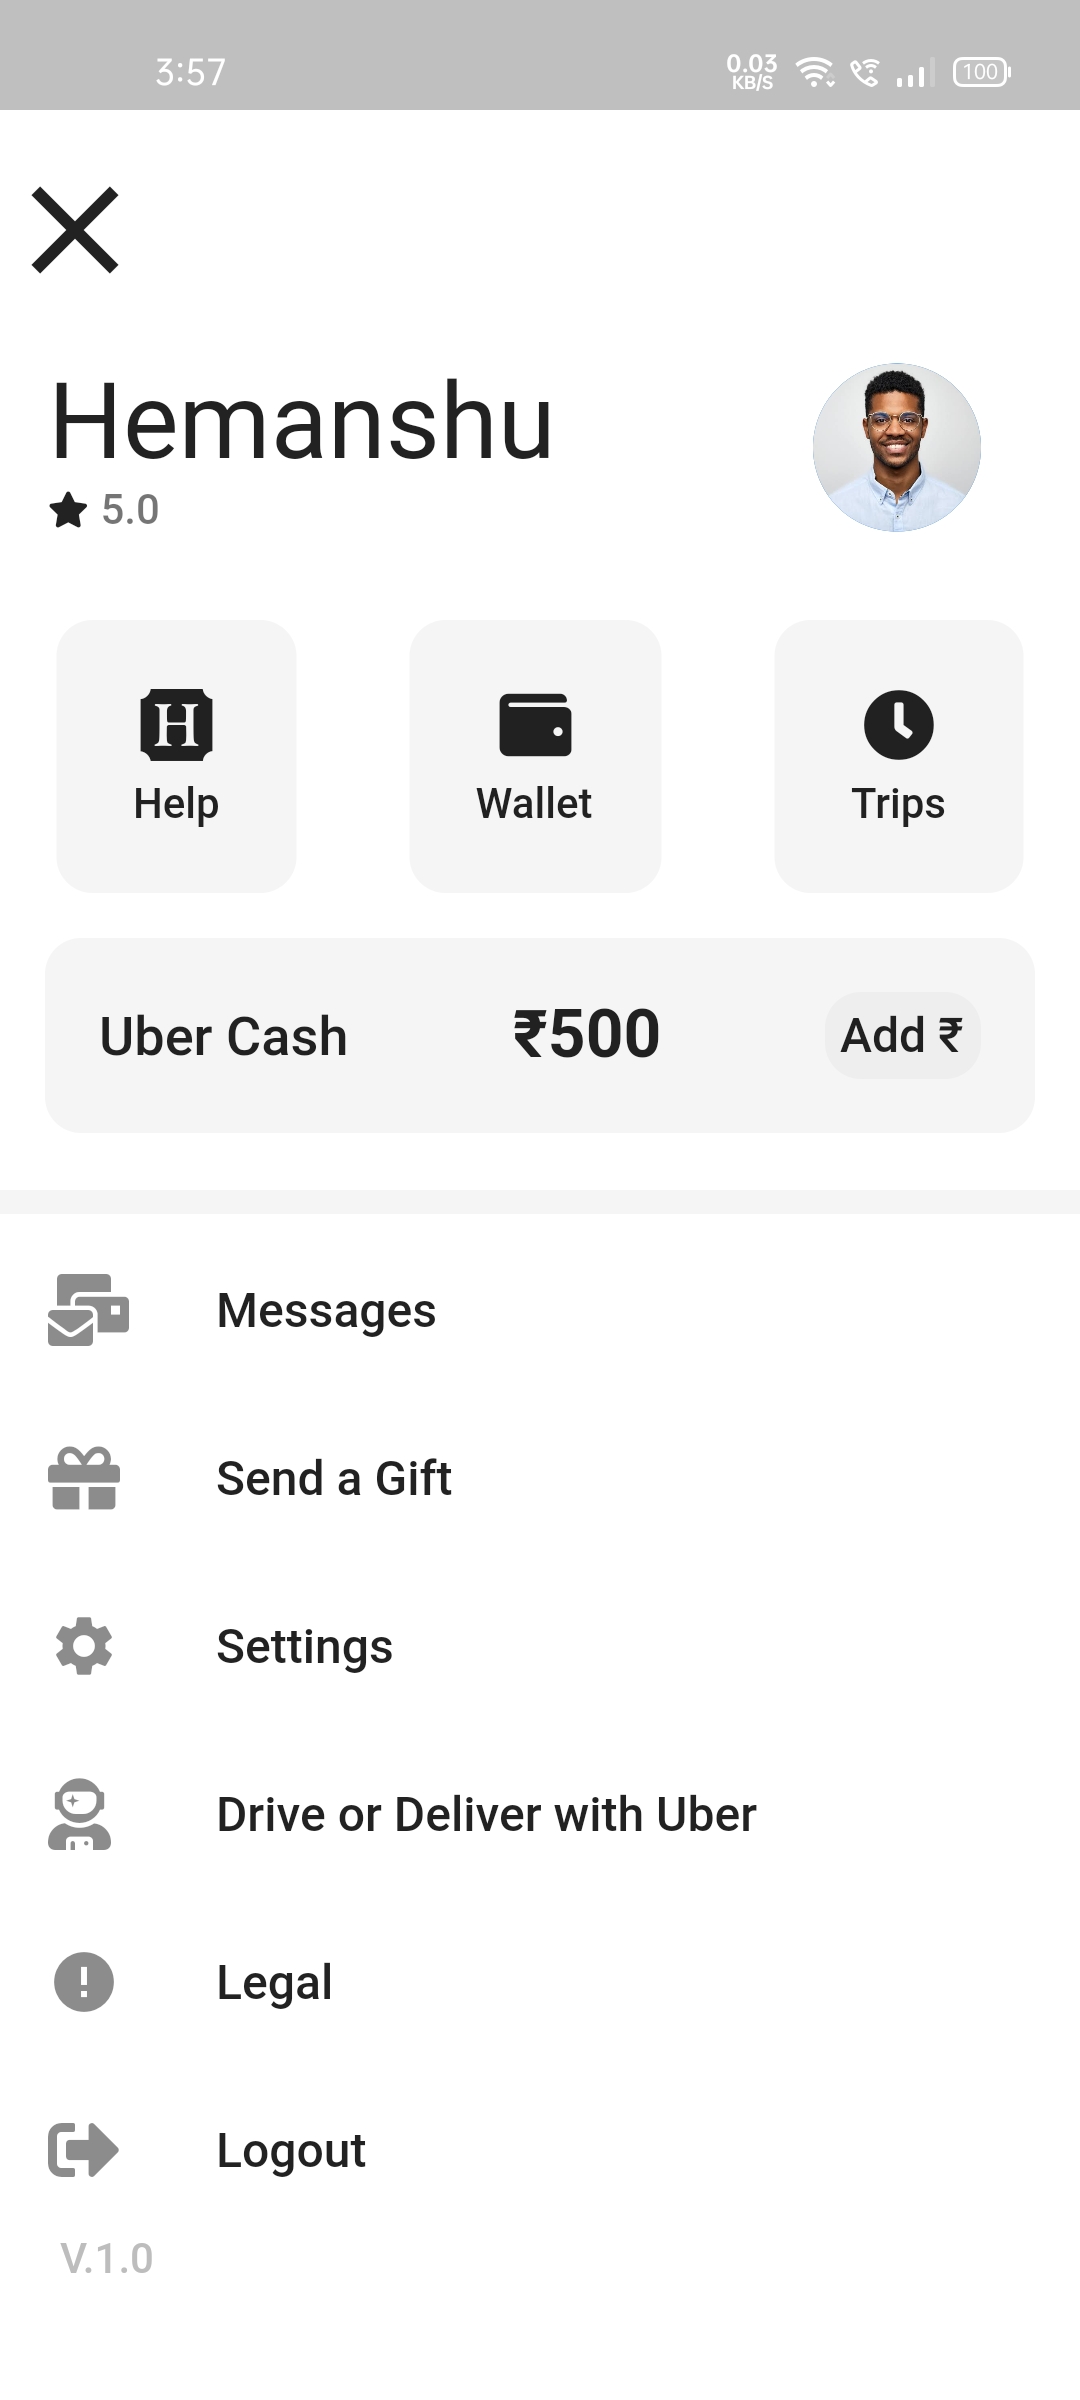 3:57
0.03
KB/S
100
Hemanshu
5.0
H
Help
Wallet
Trips
Uber Cash
₹500
Add ₹
Messages
Send a Gift
Settings
Drive or Deliver with Uber
Legal
Logout
V.1.0